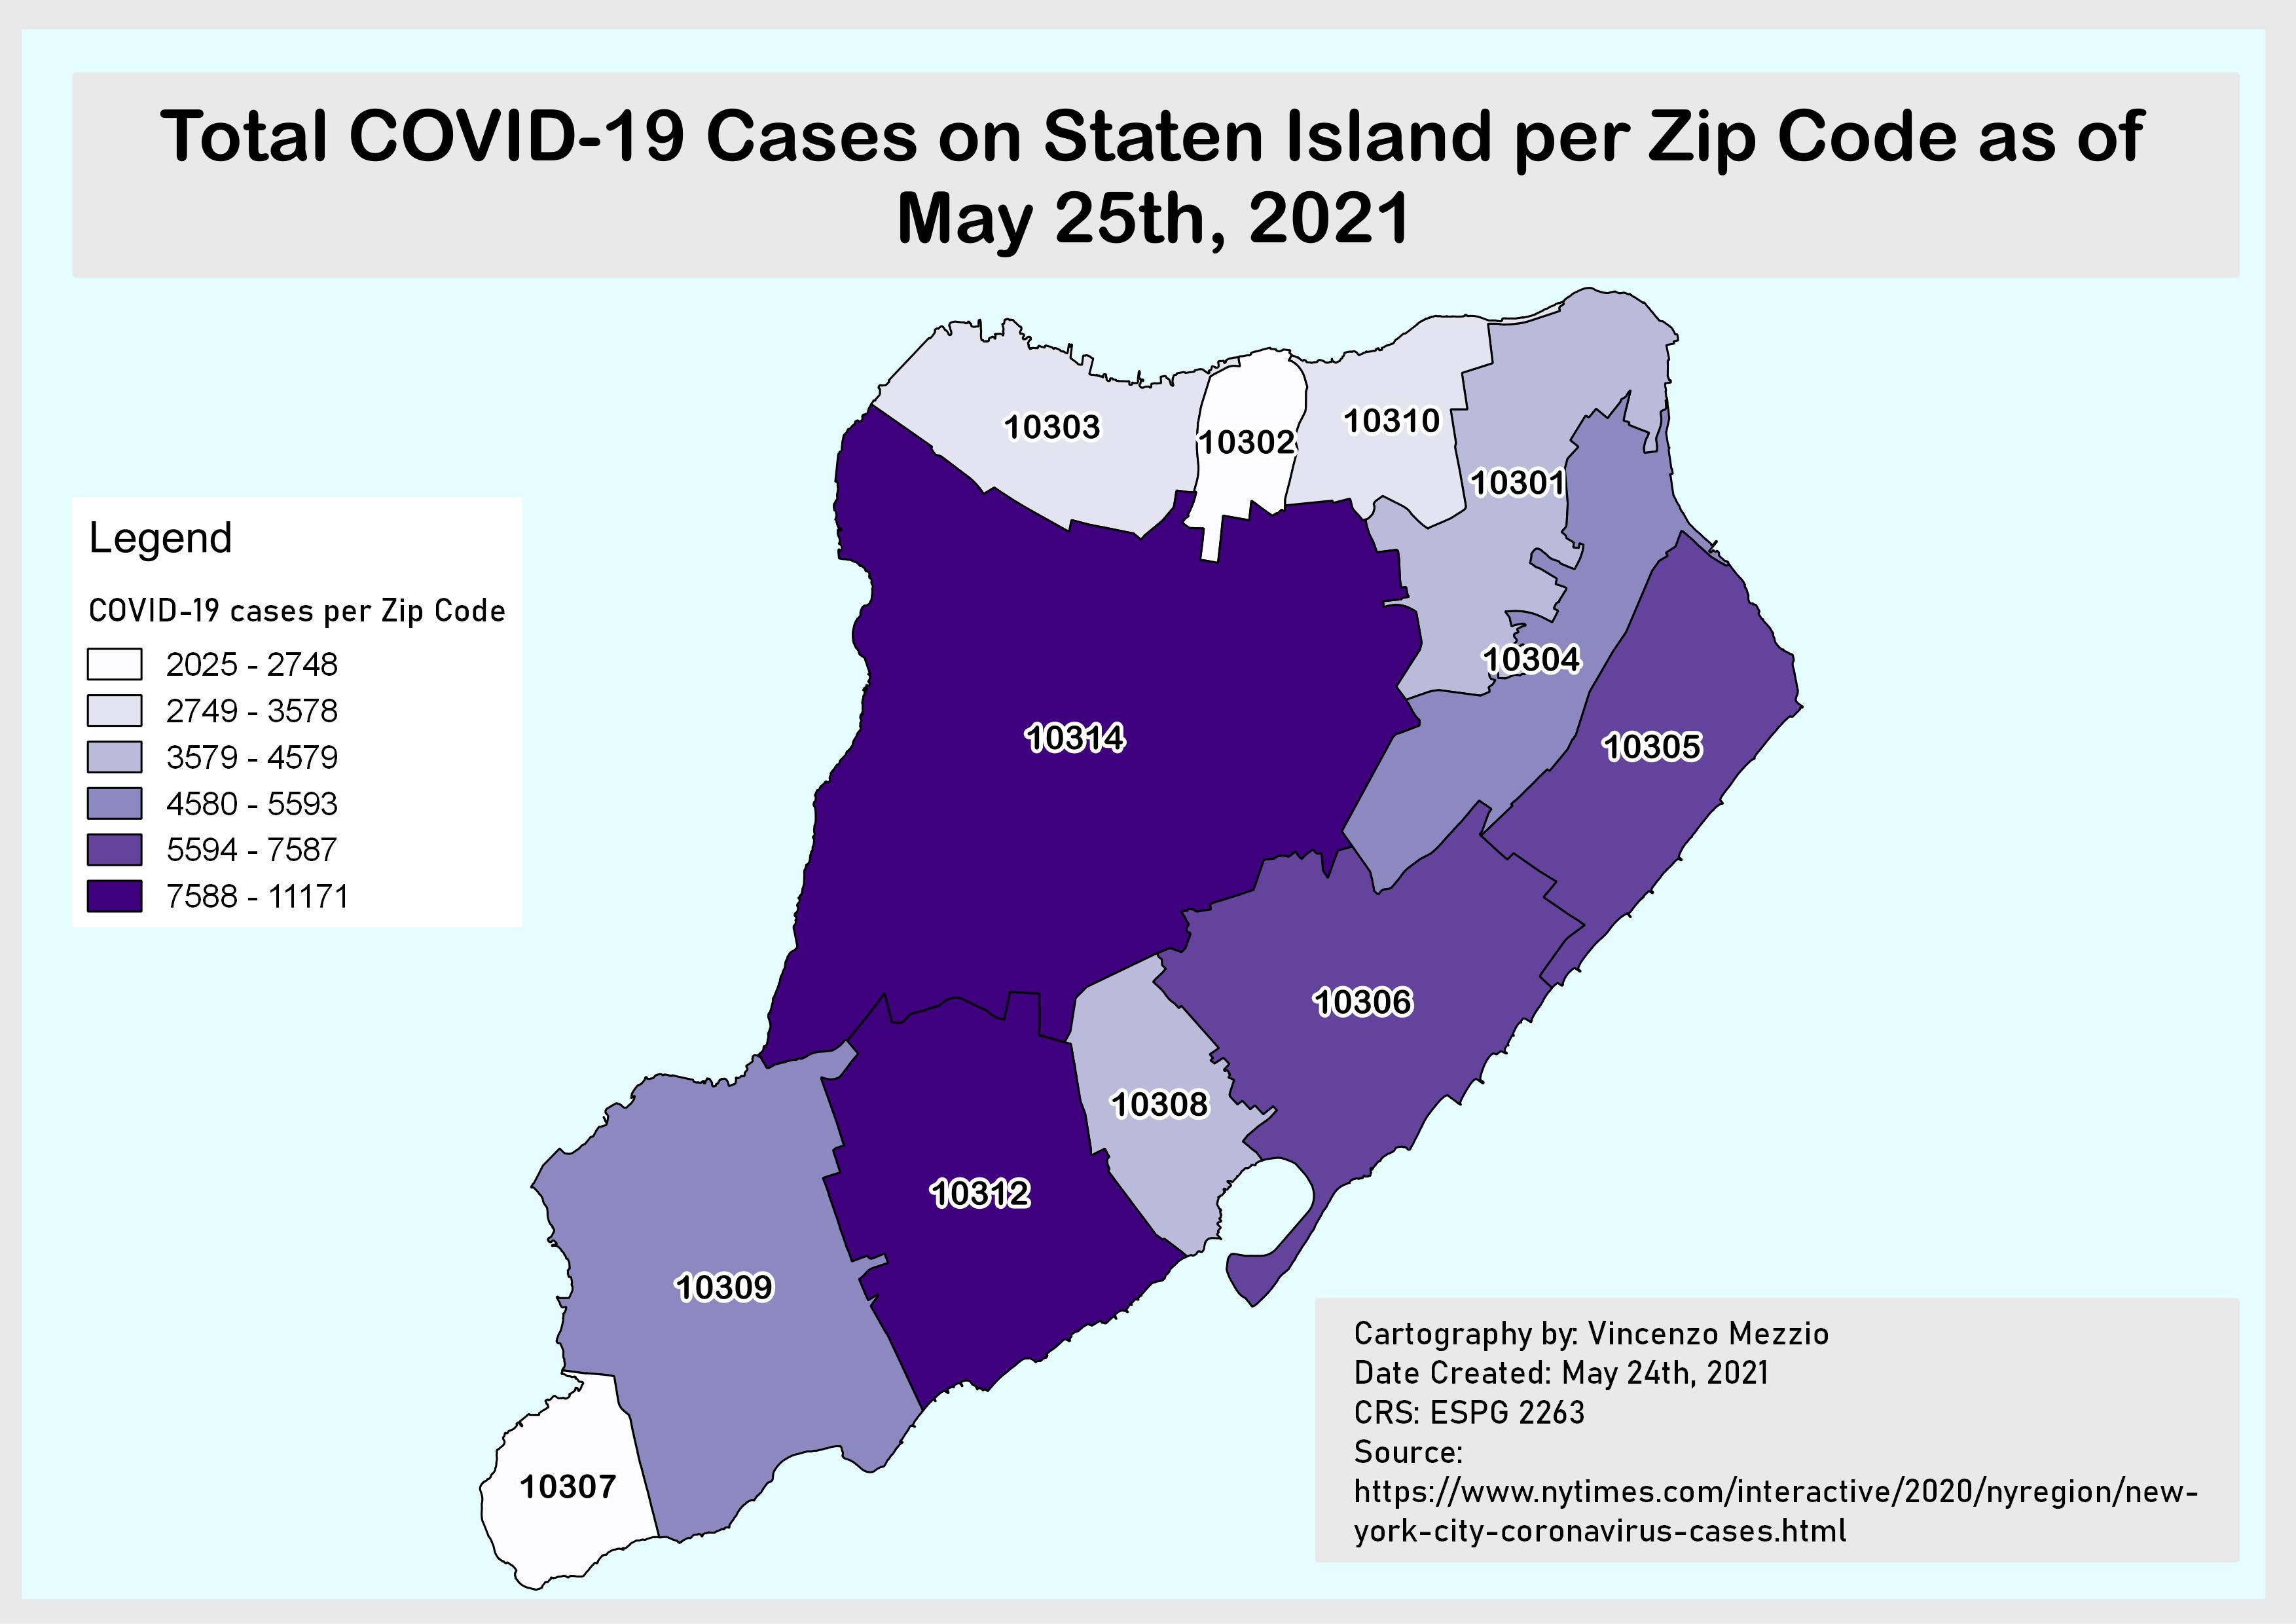 Total COVID-19 Cases on Staten Island per Zip Code as of
May 25th, 2021
10303
10302
10310
10301
Legend
COVID-19 cases per Zip Code
2025 - 2748
2749 - 3578
3579 - 4579
4580 - 5593
5594 - 7587
7588 - 11171
10304
10314
10305
10306
10308
10312
10309
10307
Cartography by: Vincenzo Mezzio
Date Created: May 24th, 2021
CRS: ESPG 2263
Source:
https://www.nytimes.com/interactive/2020/nyregion/new-
york-city-coronavirus-cases.html